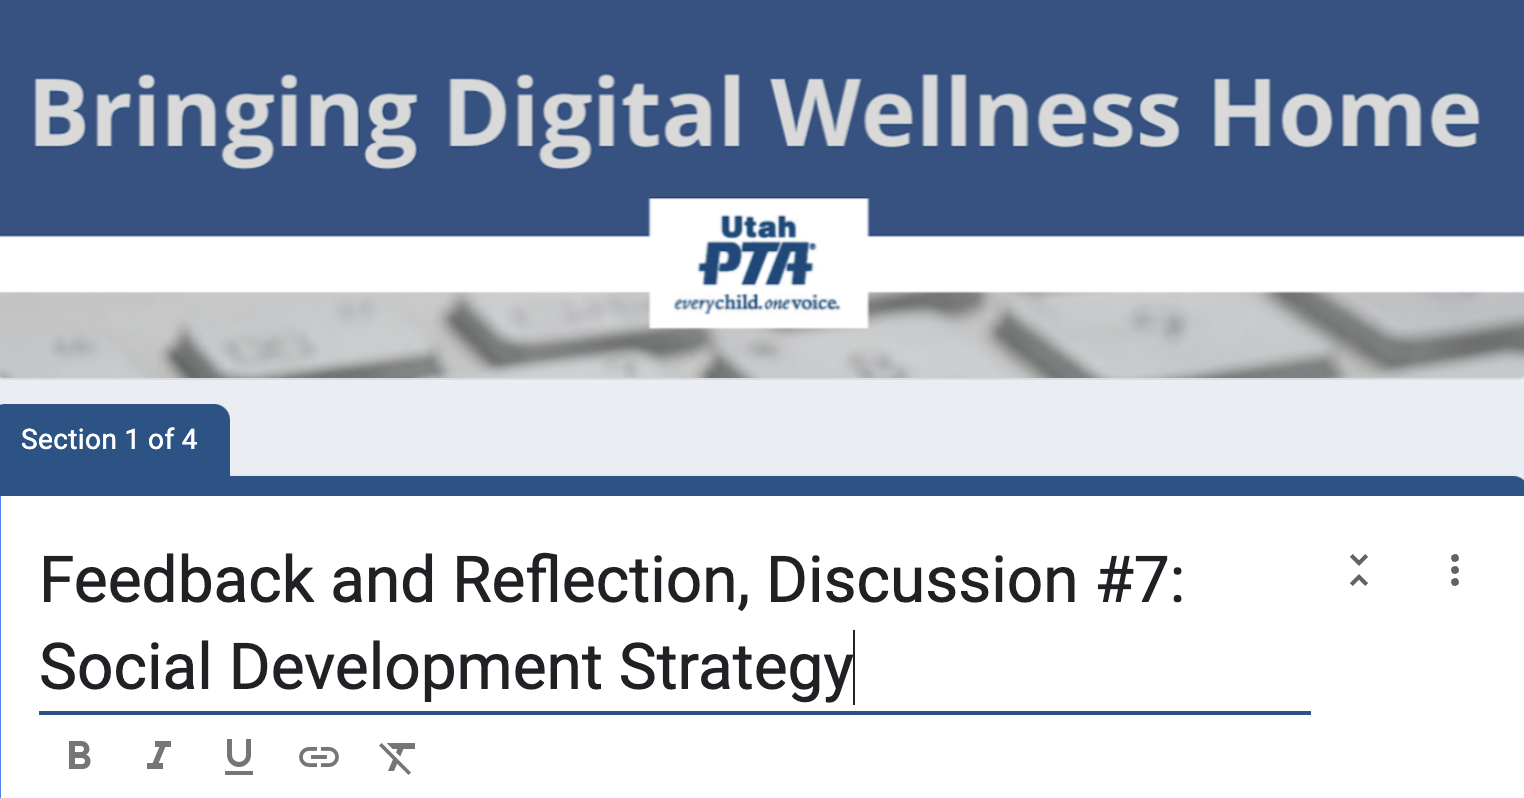 Bringing Digital Wellness Home
Utah
PTA®
everychild.onevoice.
Section 1 of 4
Feedback and Reflection, Discussion #7:
Social Development Strategy
B I U